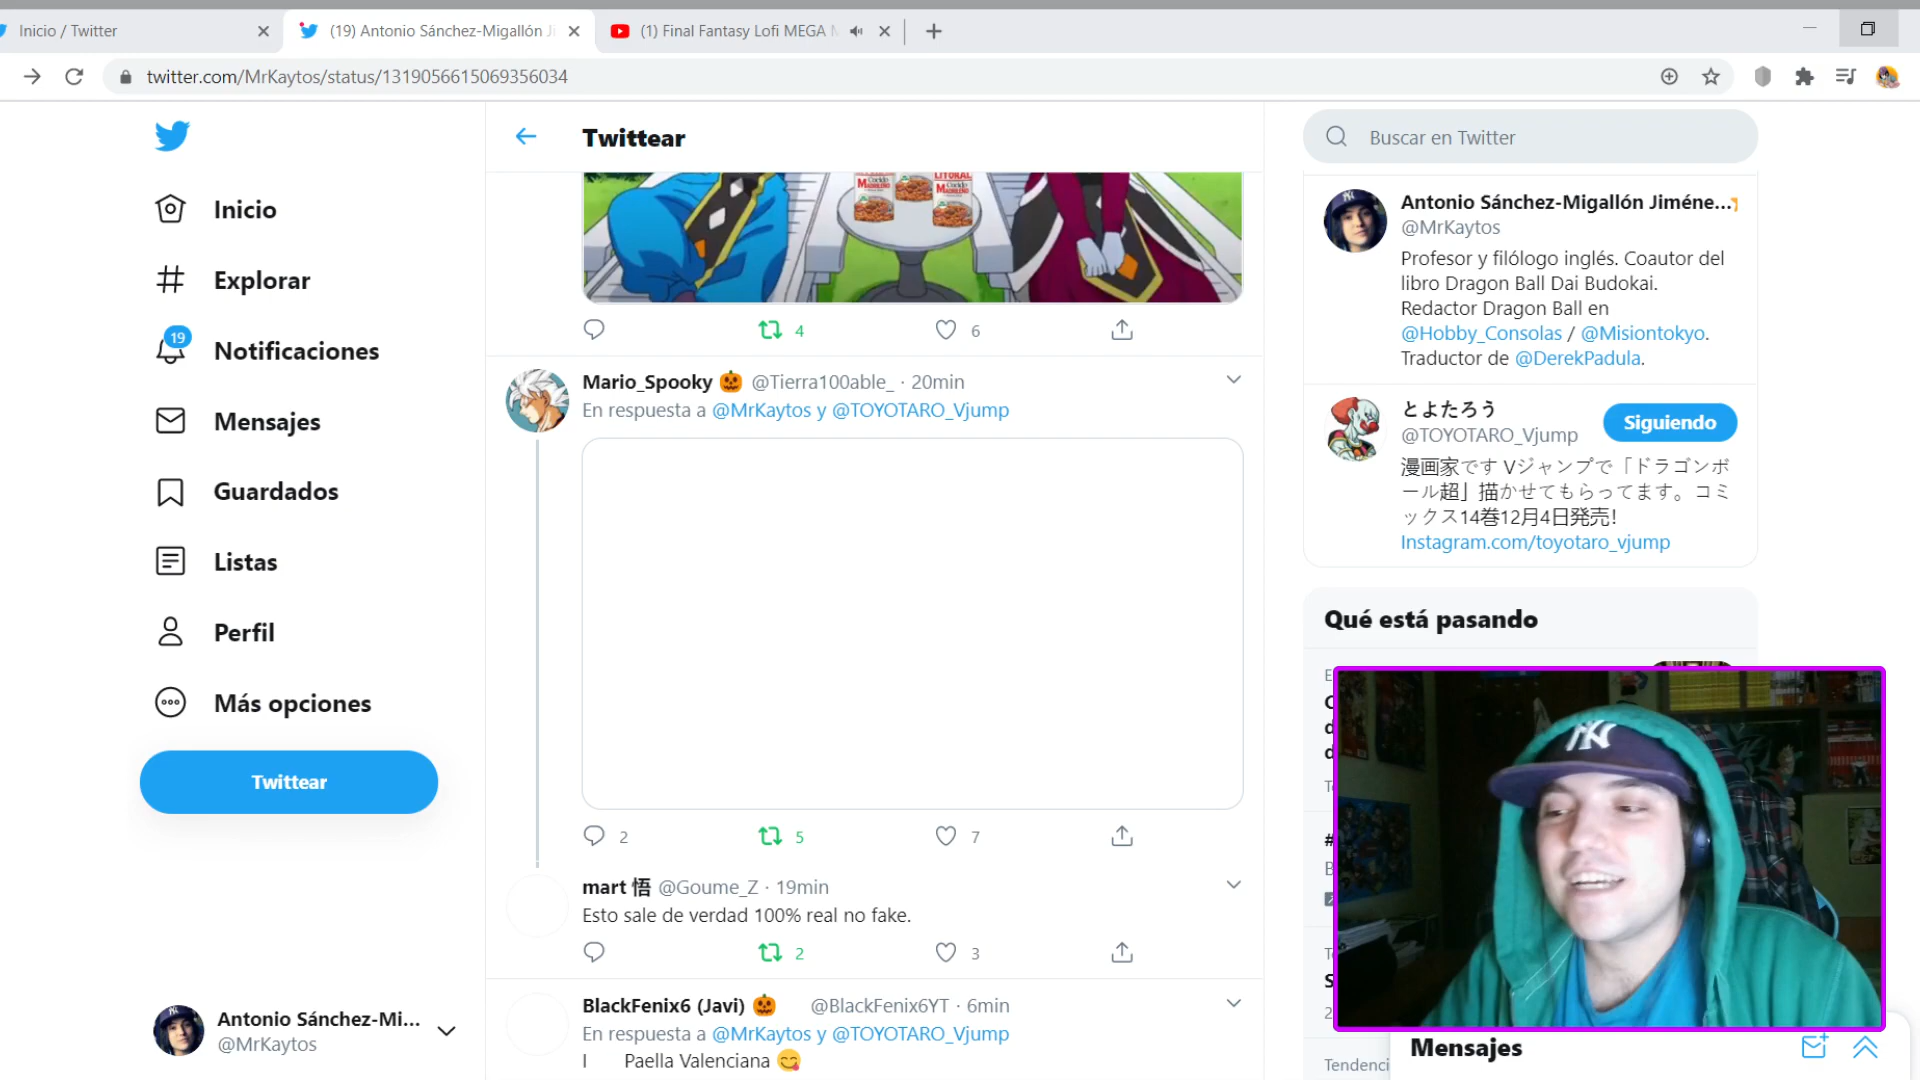 Inicio / Twitter
(19) Antonio Sánchez-Migallón Ji
(1) Final Fantasy Lofi MEGA
twitter.com/MrKaytos/status/1319056615069356034
Inicio
Explorar
19
Notificaciones
Mensajes
Guardados
Listas
Perfil
Más opciones
Twittear
Antonio Sánchez-Mi...
@MrKaytos
Twittear
Cocido
MADRILEÑO
LITORAL
Cocido
MADRILEÑO
4
6
Mario_Spooky 🎃 @Tierra100able_ · 20min
En respuesta a @MrKaytos y @TOYOTARO_Vjump
2
5
7
mart 悟 @Goume_Z · 19min
Esto sale de verdad 100% real no fake.
2
3
BlackFenix6 (Javi) 🎃 @BlackFenix6YT · 6min
En respuesta a @MrKaytos y @TOYOTARO_Vjump
I Paella Valenciana 😋
Buscar en Twitter
Antonio Sánchez-Migallón Jiméne...
@MrKaytos
Profesor y filólogo inglés. Coautor del
libro Dragon Ball Dai Budokai.
Redactor Dragon Ball en
@Hobby_Consolas / @Misiontokyo.
Traductor de @DerekPadula.
とよたろう
@TOYOTARO_Vjump
Siguiendo
漫画家です Vジャンプで「ドラゴンボ
ール超」描かせてもらってます。コミ
ックス14巻12月4日発売!
Instagram.com/toyotaro_vjump
Qué está pasando
NY
Tendenci
Mensajes